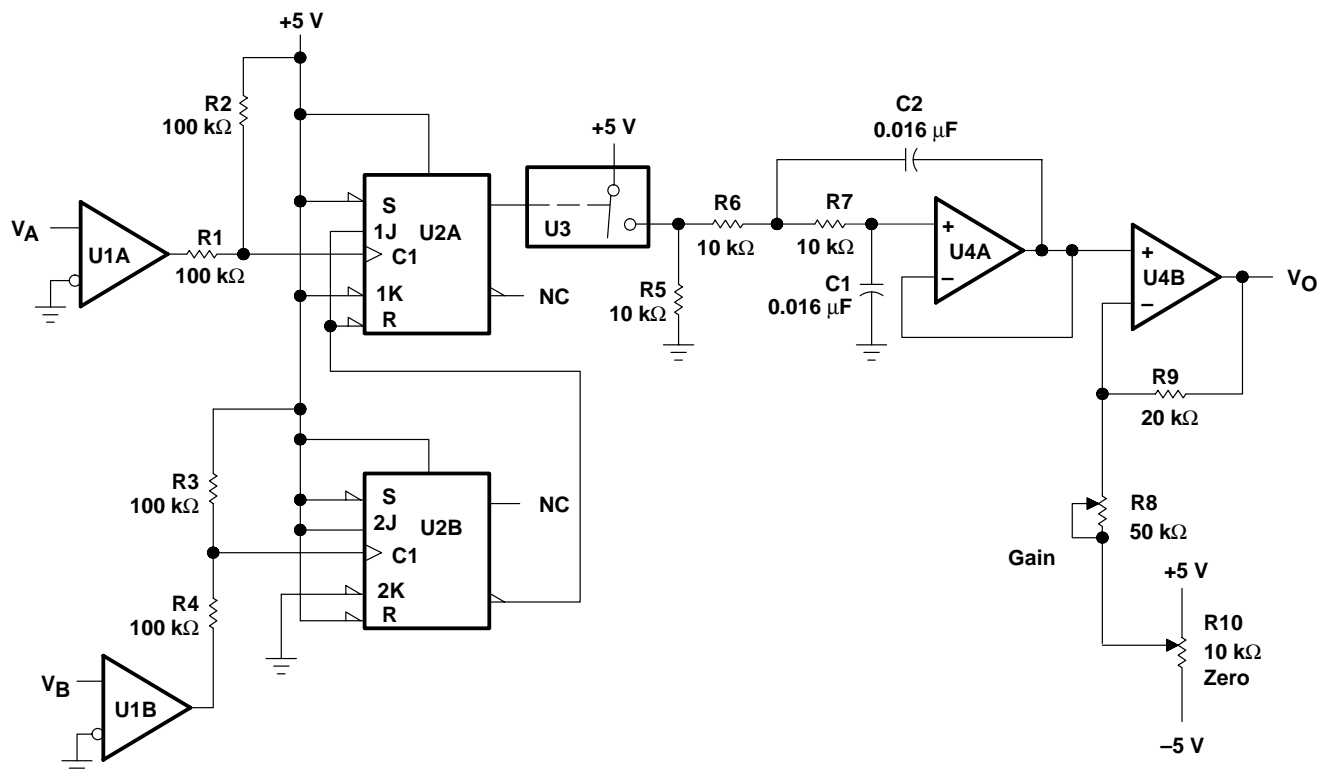 +5 V
R2
100 kΩ
VA
U1A
R1
100 kΩ
S
1J
C1
1K
R
U2A
NC
+5 V
U3
R5
10 kΩ
R6
10 kΩ
R7
10 kΩ
C2
0.016 μF
C1
0.016 μF
+
−
U4A
+
−
U4B
VO
R9
20 kΩ
R8
50 kΩ
Gain
+5 V
R10
10 kΩ
Zero
–5 V
R3
100 kΩ
R4
100 kΩ
S
2J
C1
2K
R
U2B
NC
VB
U1B